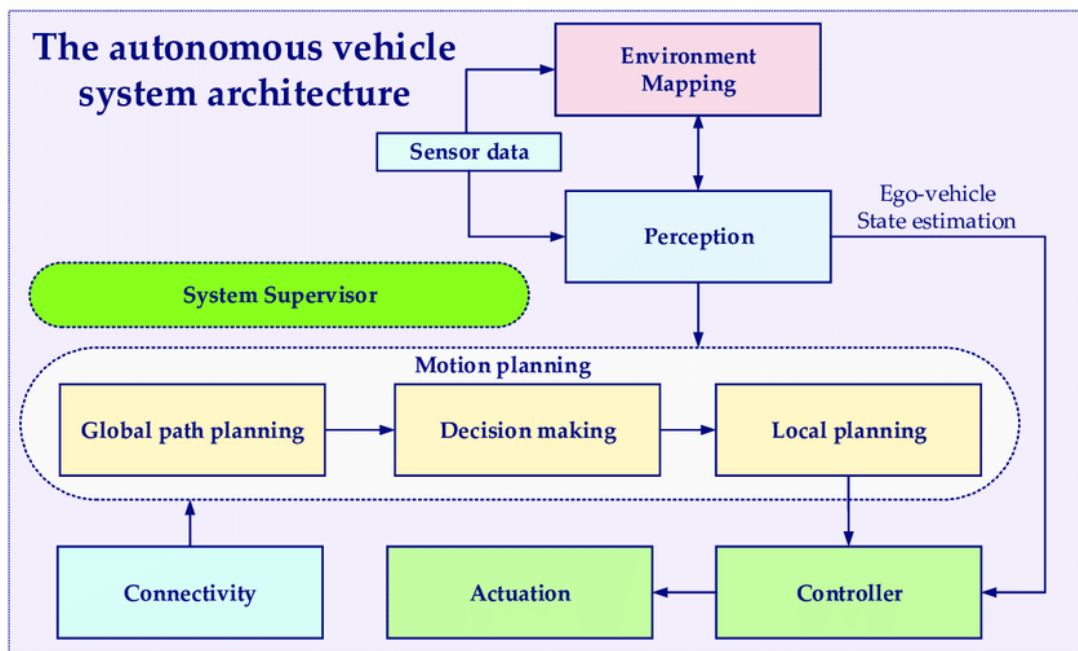 The autonomous vehicle
system architecture
Environment
Mapping
Sensor data
Perception
Ego-vehicle
State estimation
System Supervisor
Motion planning
Global path planning
Decision making
Local planning
Connectivity
Actuation
Controller